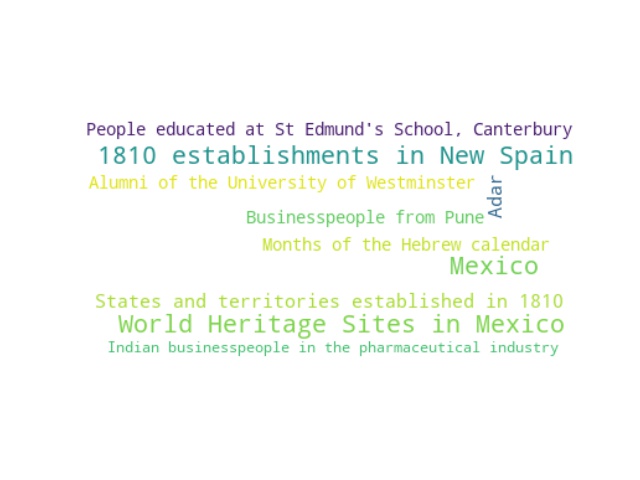 People educated at St Edmund's School, Canterbury
1810 establishments in New Spain
Alumni of the University of Westminster
Adar
Businesspeople from Pune
Months of the Hebrew calendar
Mexico
States and territories established in 1810
World Heritage Sites in Mexico
Indian businesspeople in the pharmaceutical industry